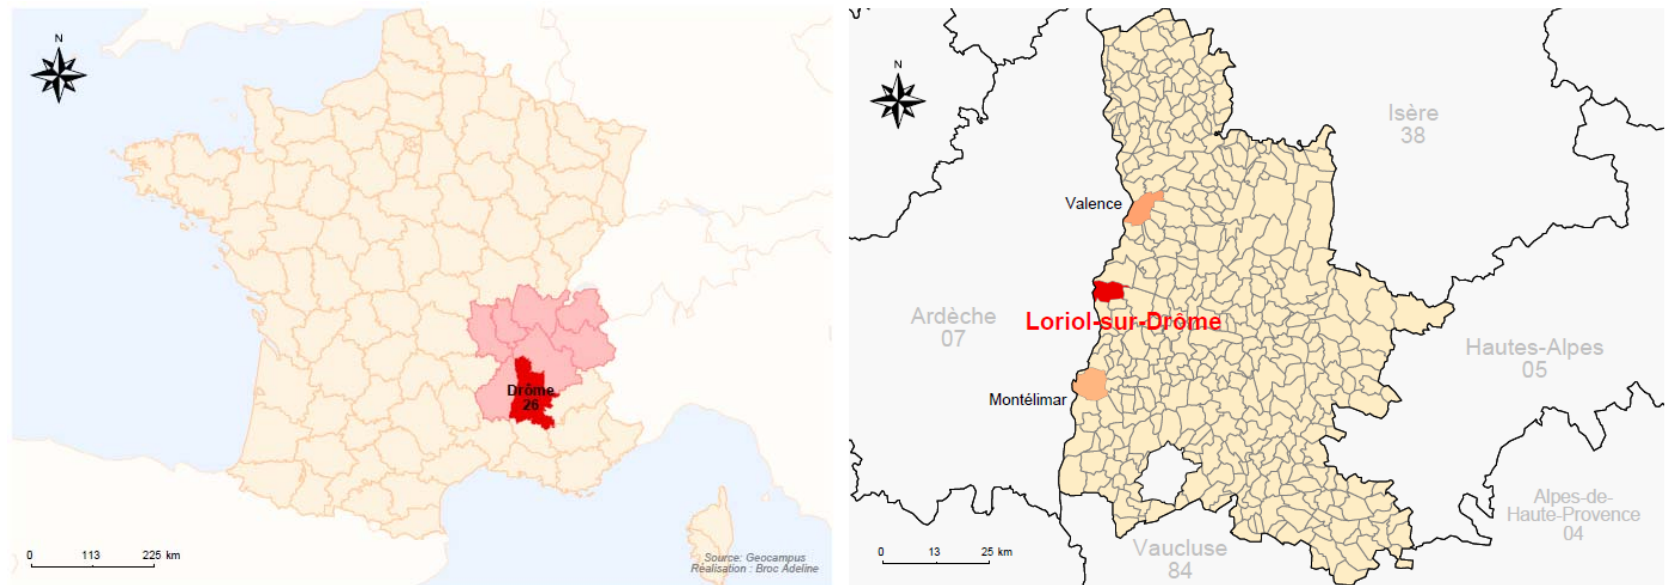 N
Drôme
26
0 113 225 km
Source: Geocampus
Réalisation : Broc Adeline
N
Isère
38
Valence
Ardèche
07
Loriol-sur-Drôme
Hautes-Alpes
05
Montélimar
Alpes-de-
Haute-Provence
04
Vaucluse
84
0 13 25 km